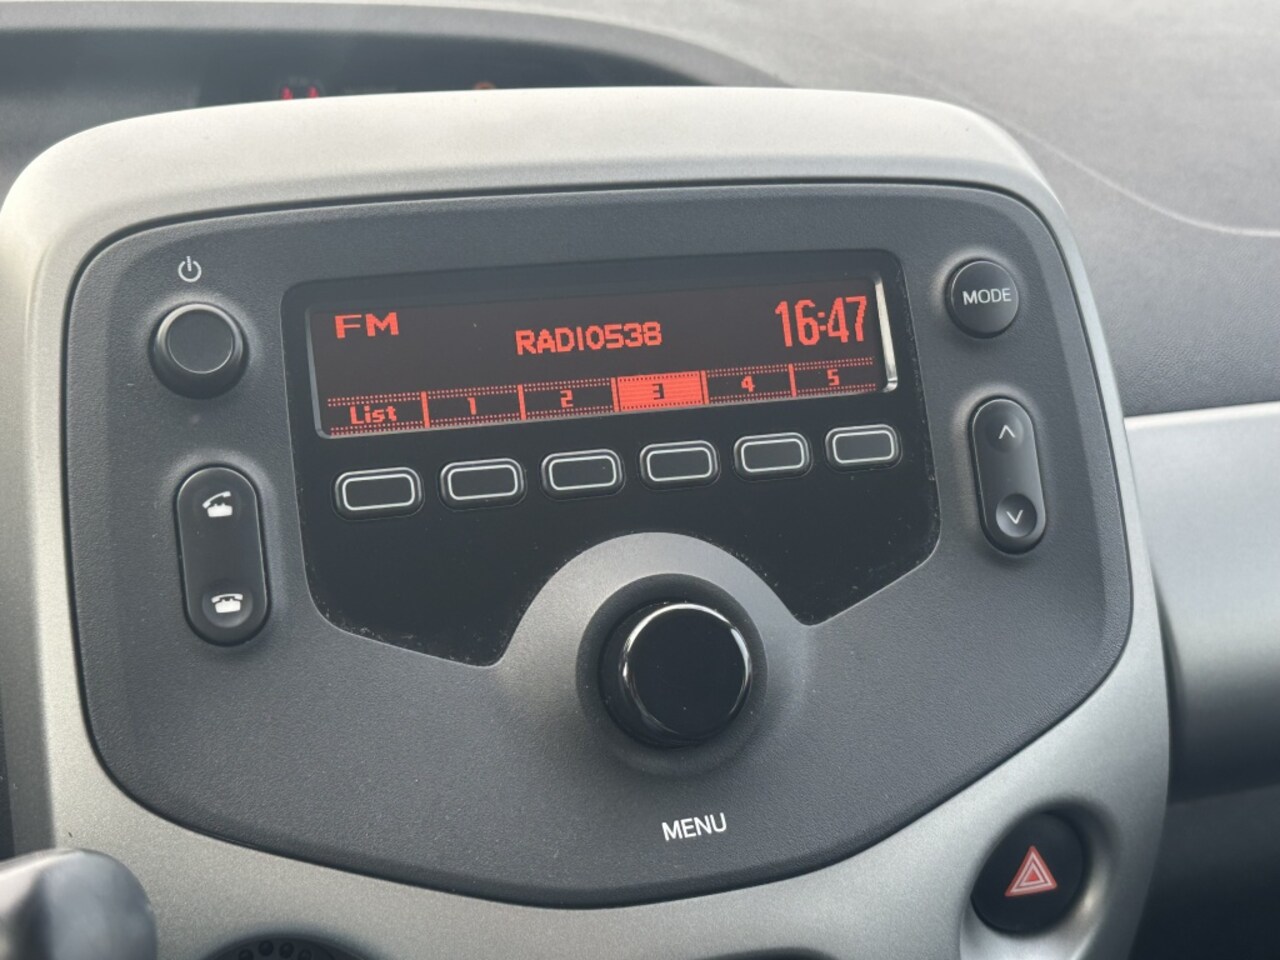 FM RADIO538 16:47
List 1 2 3 4 5
MODE
MENU